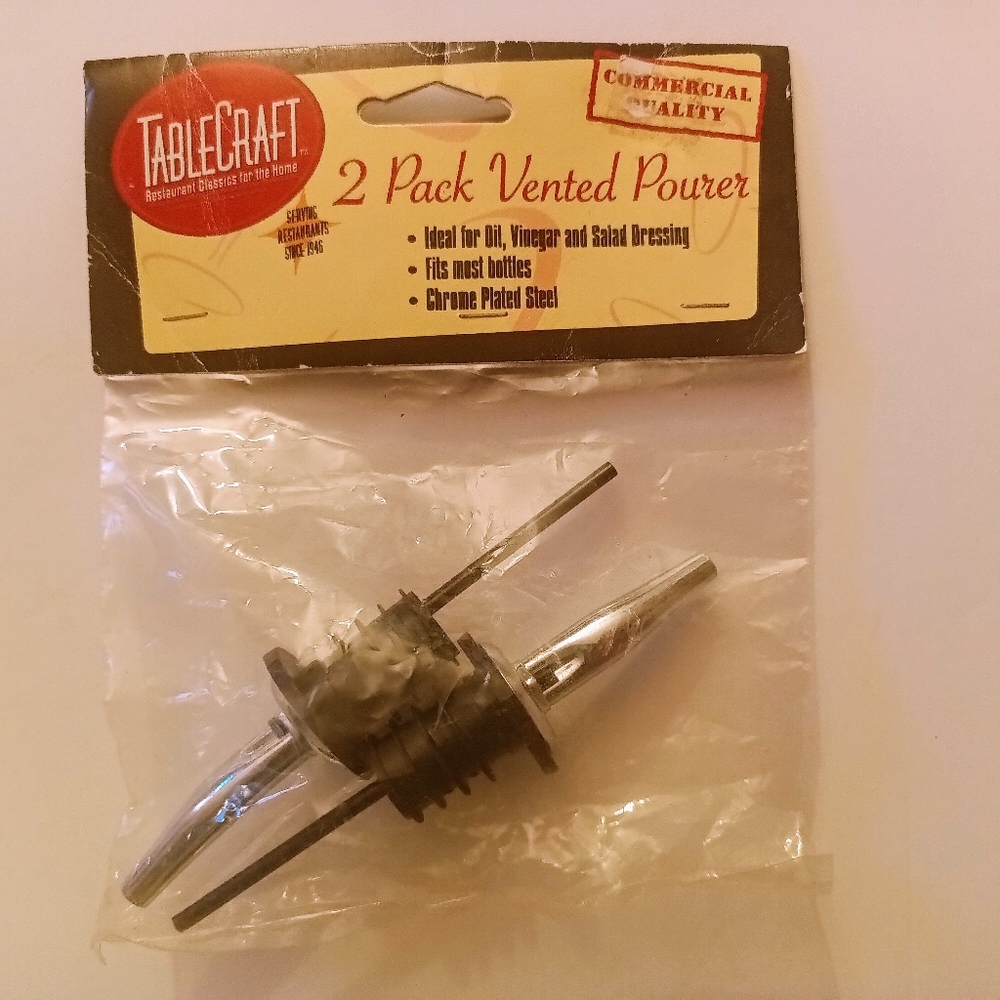 TABLECRAFT™
Restaurant Classics for the Home
SERVING
RESTAURANTS
SINCE 1946
COMMERCIAL
QUALITY
2 Pack Vented Pourer
• Ideal for Oil, Vinegar and Salad Dressing
• Fits most bottles
• Chrome Plated Steel